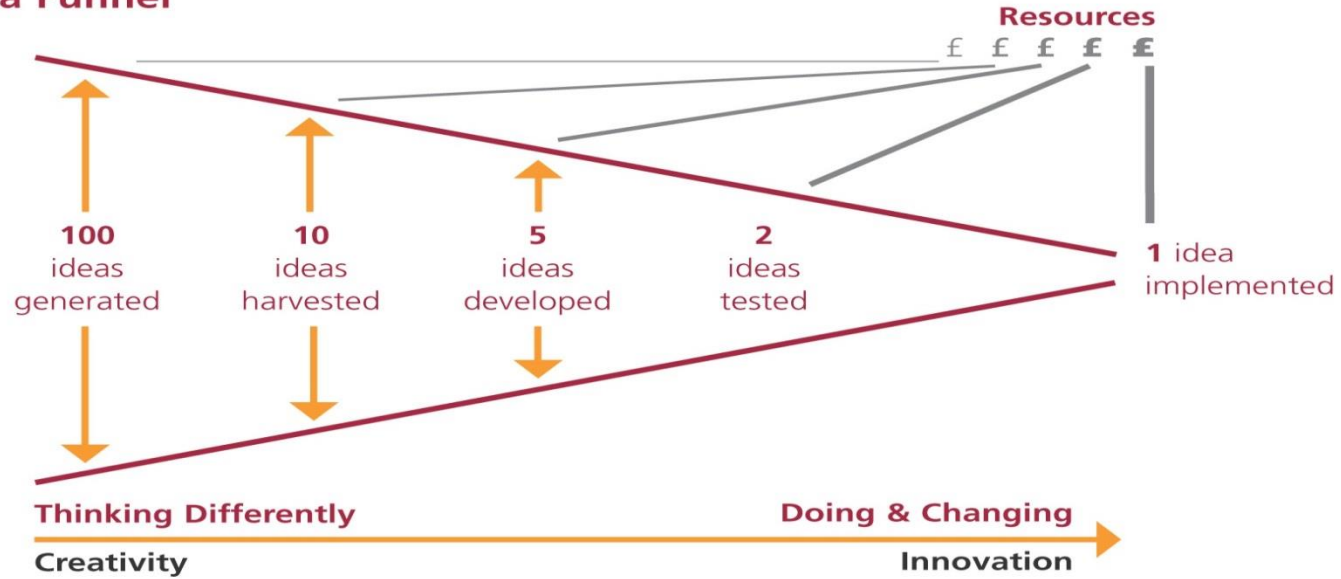 a Funnel
Resources
£ £ £ £ £
100
ideas
generated
10
ideas
harvested
5
ideas
developed
2
ideas
tested
1 idea
implemented
Thinking Differently
Doing & Changing
Creativity
Innovation